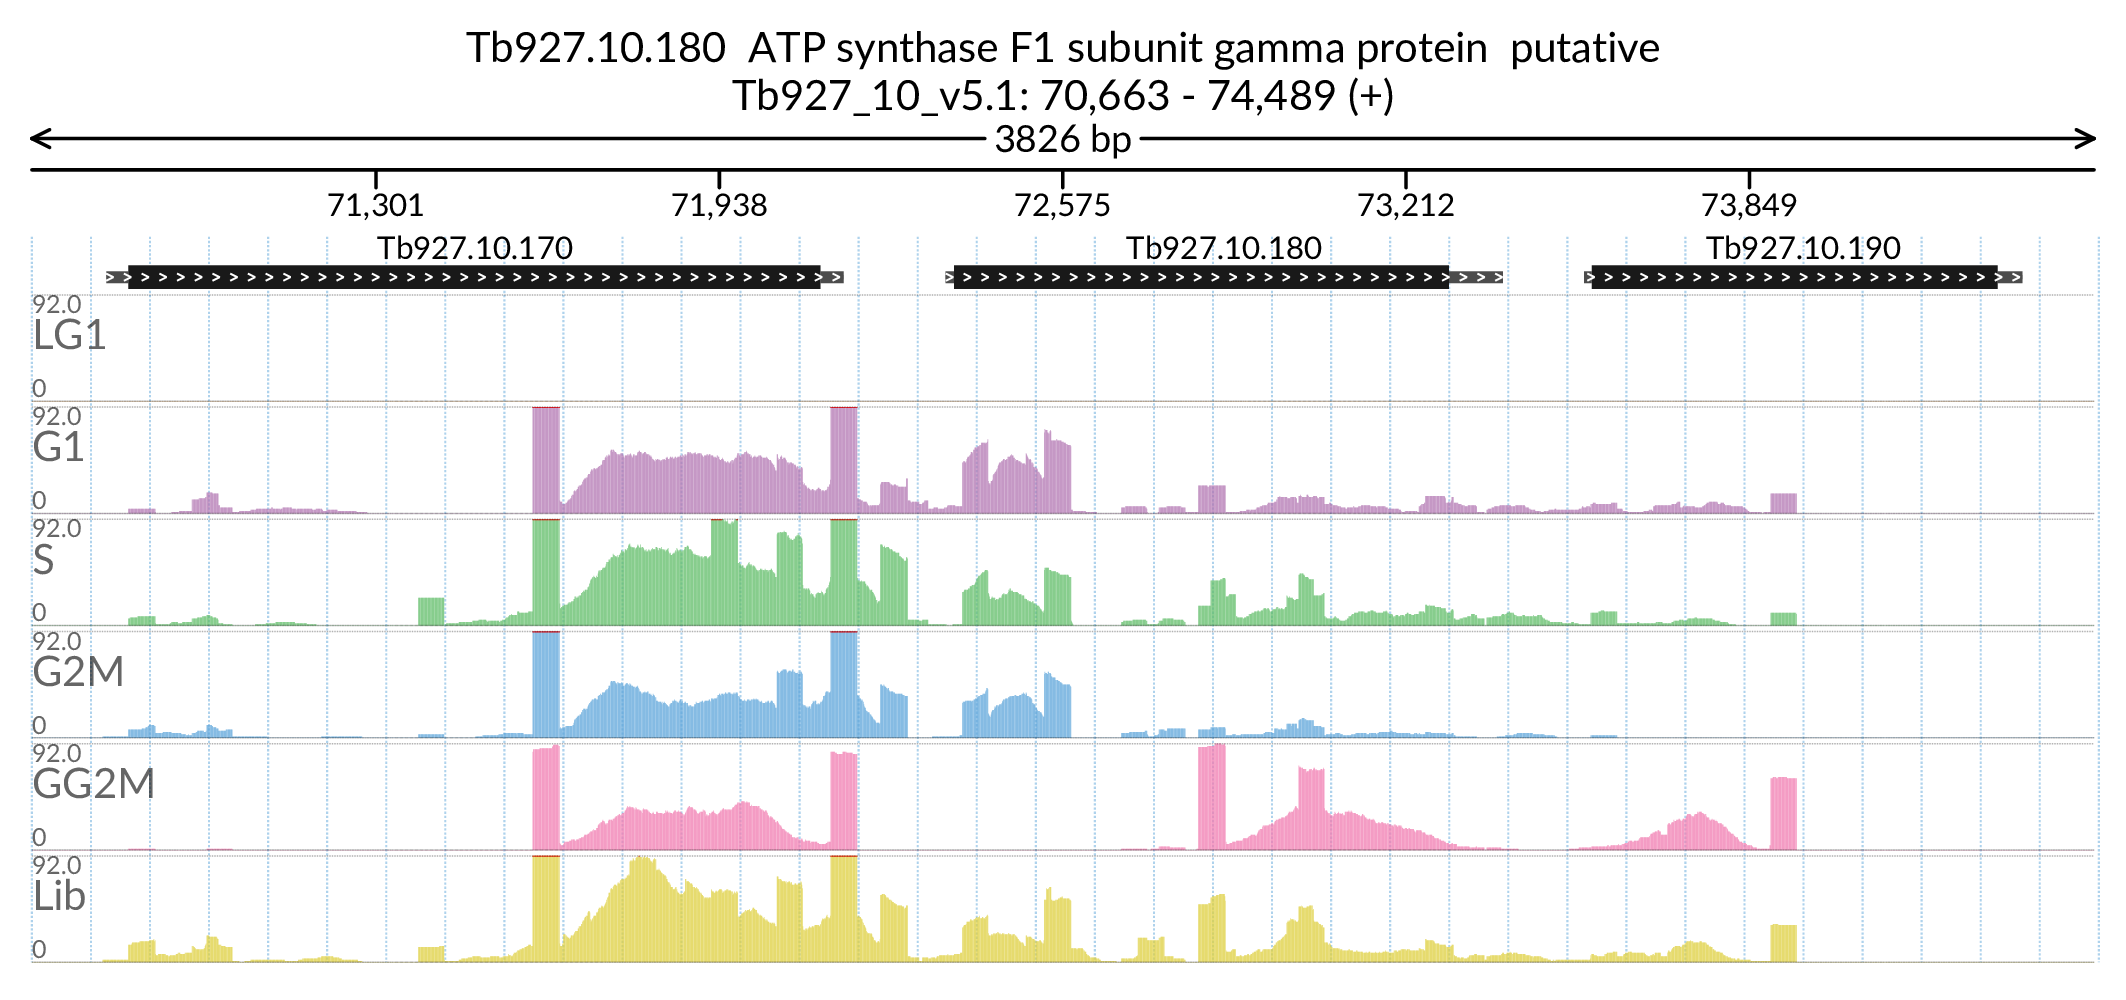 Tb927.10.180  ATP synthase F1 subunit gamma protein  putative
Tb927_10_v5.1: 70,663 - 74,489 (+)
3826 bp
71,301 71,938 72,575 73,212 73,849
Tb927.10.170 Tb927.10.180 Tb927.10.190
92.0
LG1
0
92.0
G1
0
92.0
S
0
92.0
G2M
0
92.0
GG2M
0
92.0
Lib
0